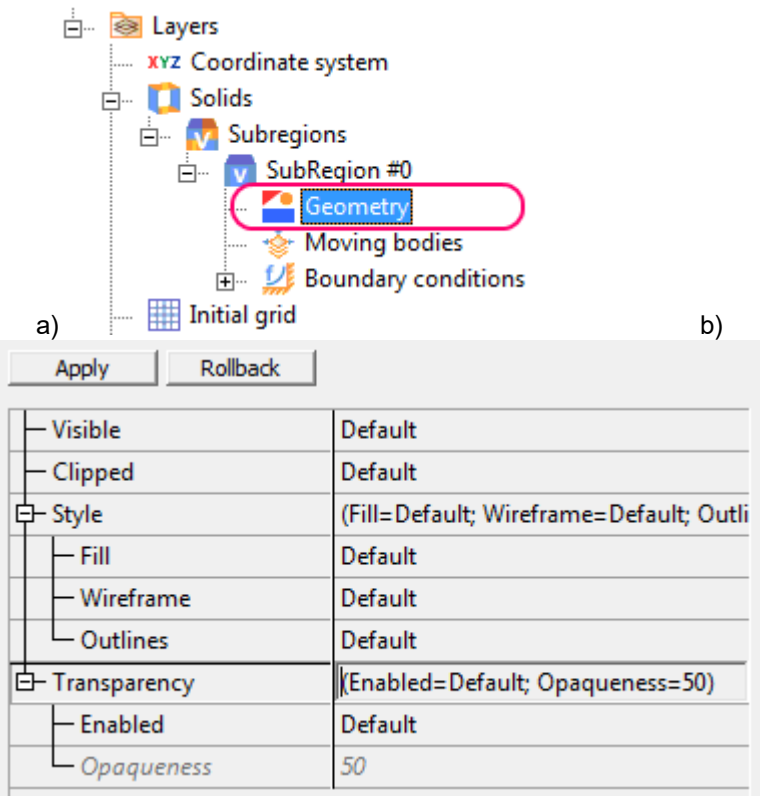 Layers
XYZ Coordinate system
Solids
Subregions
V SubRegion #0
Geometry
Moving bodies
Boundary conditions
Initial grid
a) b)
Apply Rollback
Visible Default
Clipped Default
Style (Fill=Default; Wireframe=Default; Outli
Fill Default
Wireframe Default
Outlines Default
Transparency (Enabled=Default; Opaqueness=50)
Enabled Default
Opaqueness 50